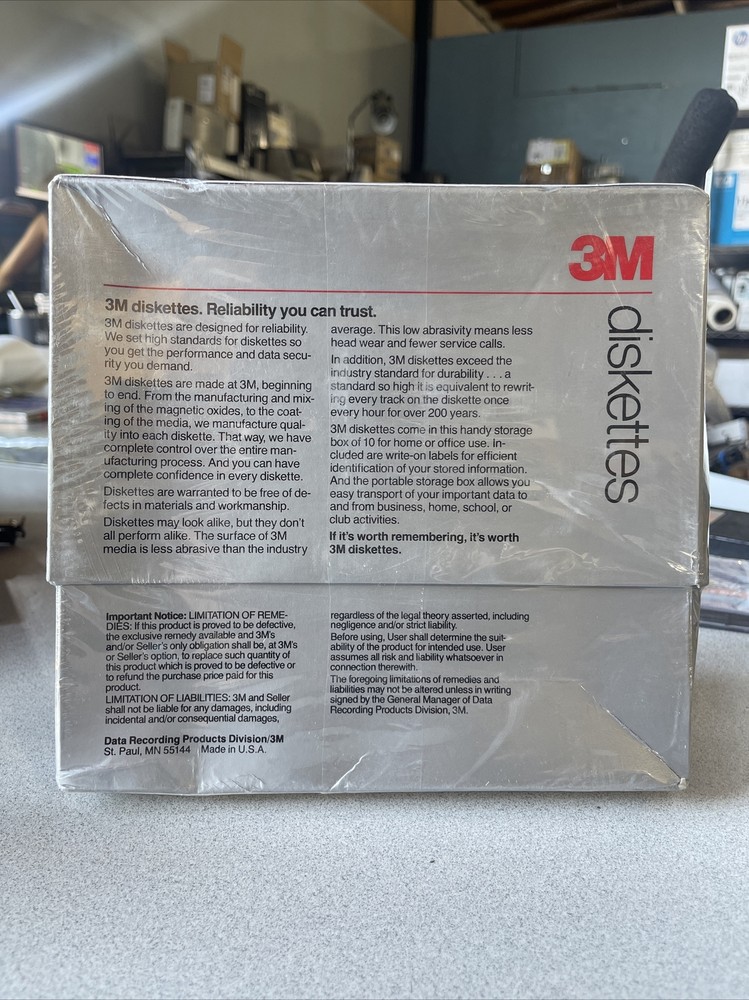 3M
diskettes
3M diskettes. Reliability you can trust.
3M diskettes are designed for reliability.
We set high standards for diskettes so
you get the performance and data secu-
rity you demand.
3M diskettes are made at 3M, beginning
to end. From the manufacturing and mix-
ing of the magnetic oxides, to the coat-
ing of the media, we manufacture qual-
ity into each diskette. That way, we have
complete control over the entire man-
ufacturing process. And you can have
complete confidence in every diskette.
Diskettes are warranted to be free of de-
fects in materials and workmanship.
Diskettes may look alike, but they don't
all perform alike. The surface of 3M
media is less abrasive than the industry
average. This low abrasivity means less
head wear and fewer service calls.
In addition, 3M diskettes exceed the
industry standard for durability . . . a
standard so high it is equivalent to rewrit-
ing every track on the diskette once
every hour for over 200 years.
3M diskettes come in this handy storage
box of 10 for home or office use. In-
cluded are write-on labels for efficient
identification of your stored information.
And the portable storage box allows you
easy transport of your important data to
and from business, home, school, or
club activities.
If it's worth remembering, it's worth
3M diskettes.
Important Notice: LIMITATION OF REME-
DIES: If this product is proved to be defective,
the exclusive remedy available and 3M's
and/or Seller's only obligation shall be, at 3M's
or Seller's option, to replace such quantity of
this product which is proved to be defective or
to refund the purchase price paid for this
product.
LIMITATION OF LIABILITIES: 3M and Seller
shall not be liable for any damages, including
incidental and/or consequential damages,
regardless of the legal theory asserted, including
negligence and/or strict liability.
Before using, User shall determine the suit-
ability of the product for intended use. User
assumes all risk and liability whatsoever in
connection therewith.
The foregoing limitations of remedies and
liabilities may not be altered unless in writing
signed by the General Manager of Data
Recording Products Division, 3M.
Data Recording Products Division/3M
St. Paul, MN 55144 Made in U.S.A.